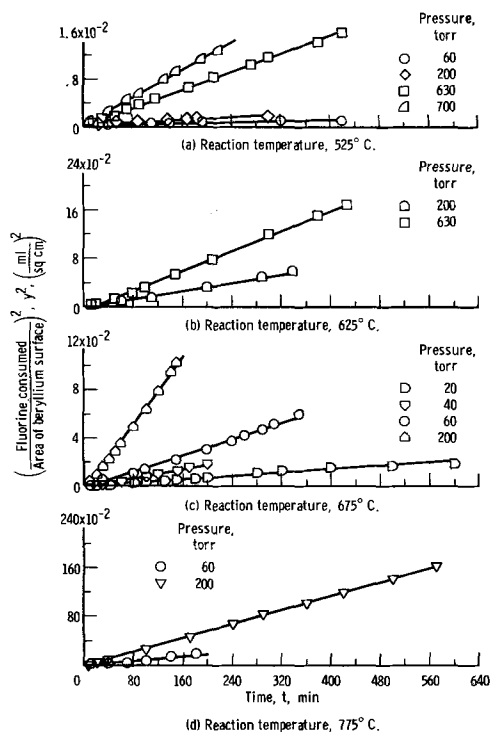 Pressure,
torr
60
200
630
700
1.6x10-2
.8
0
(a) Reaction temperature, 525° C.
Pressure,
torr
200
630
24x10-2
16
8
0
(b) Reaction temperature, 625° C.
(Fluorine consumed / Area of beryllium surface)2, y2, (ml / sq cm)2
Pressure,
torr
20
40
60
200
12x10-2
8
4
0
(c) Reaction temperature, 675° C.
Pressure,
torr
60
200
240x10-2
160
80
0 80 160 240 320 400 480 560 640
Time, t, min
(d) Reaction temperature, 775° C.